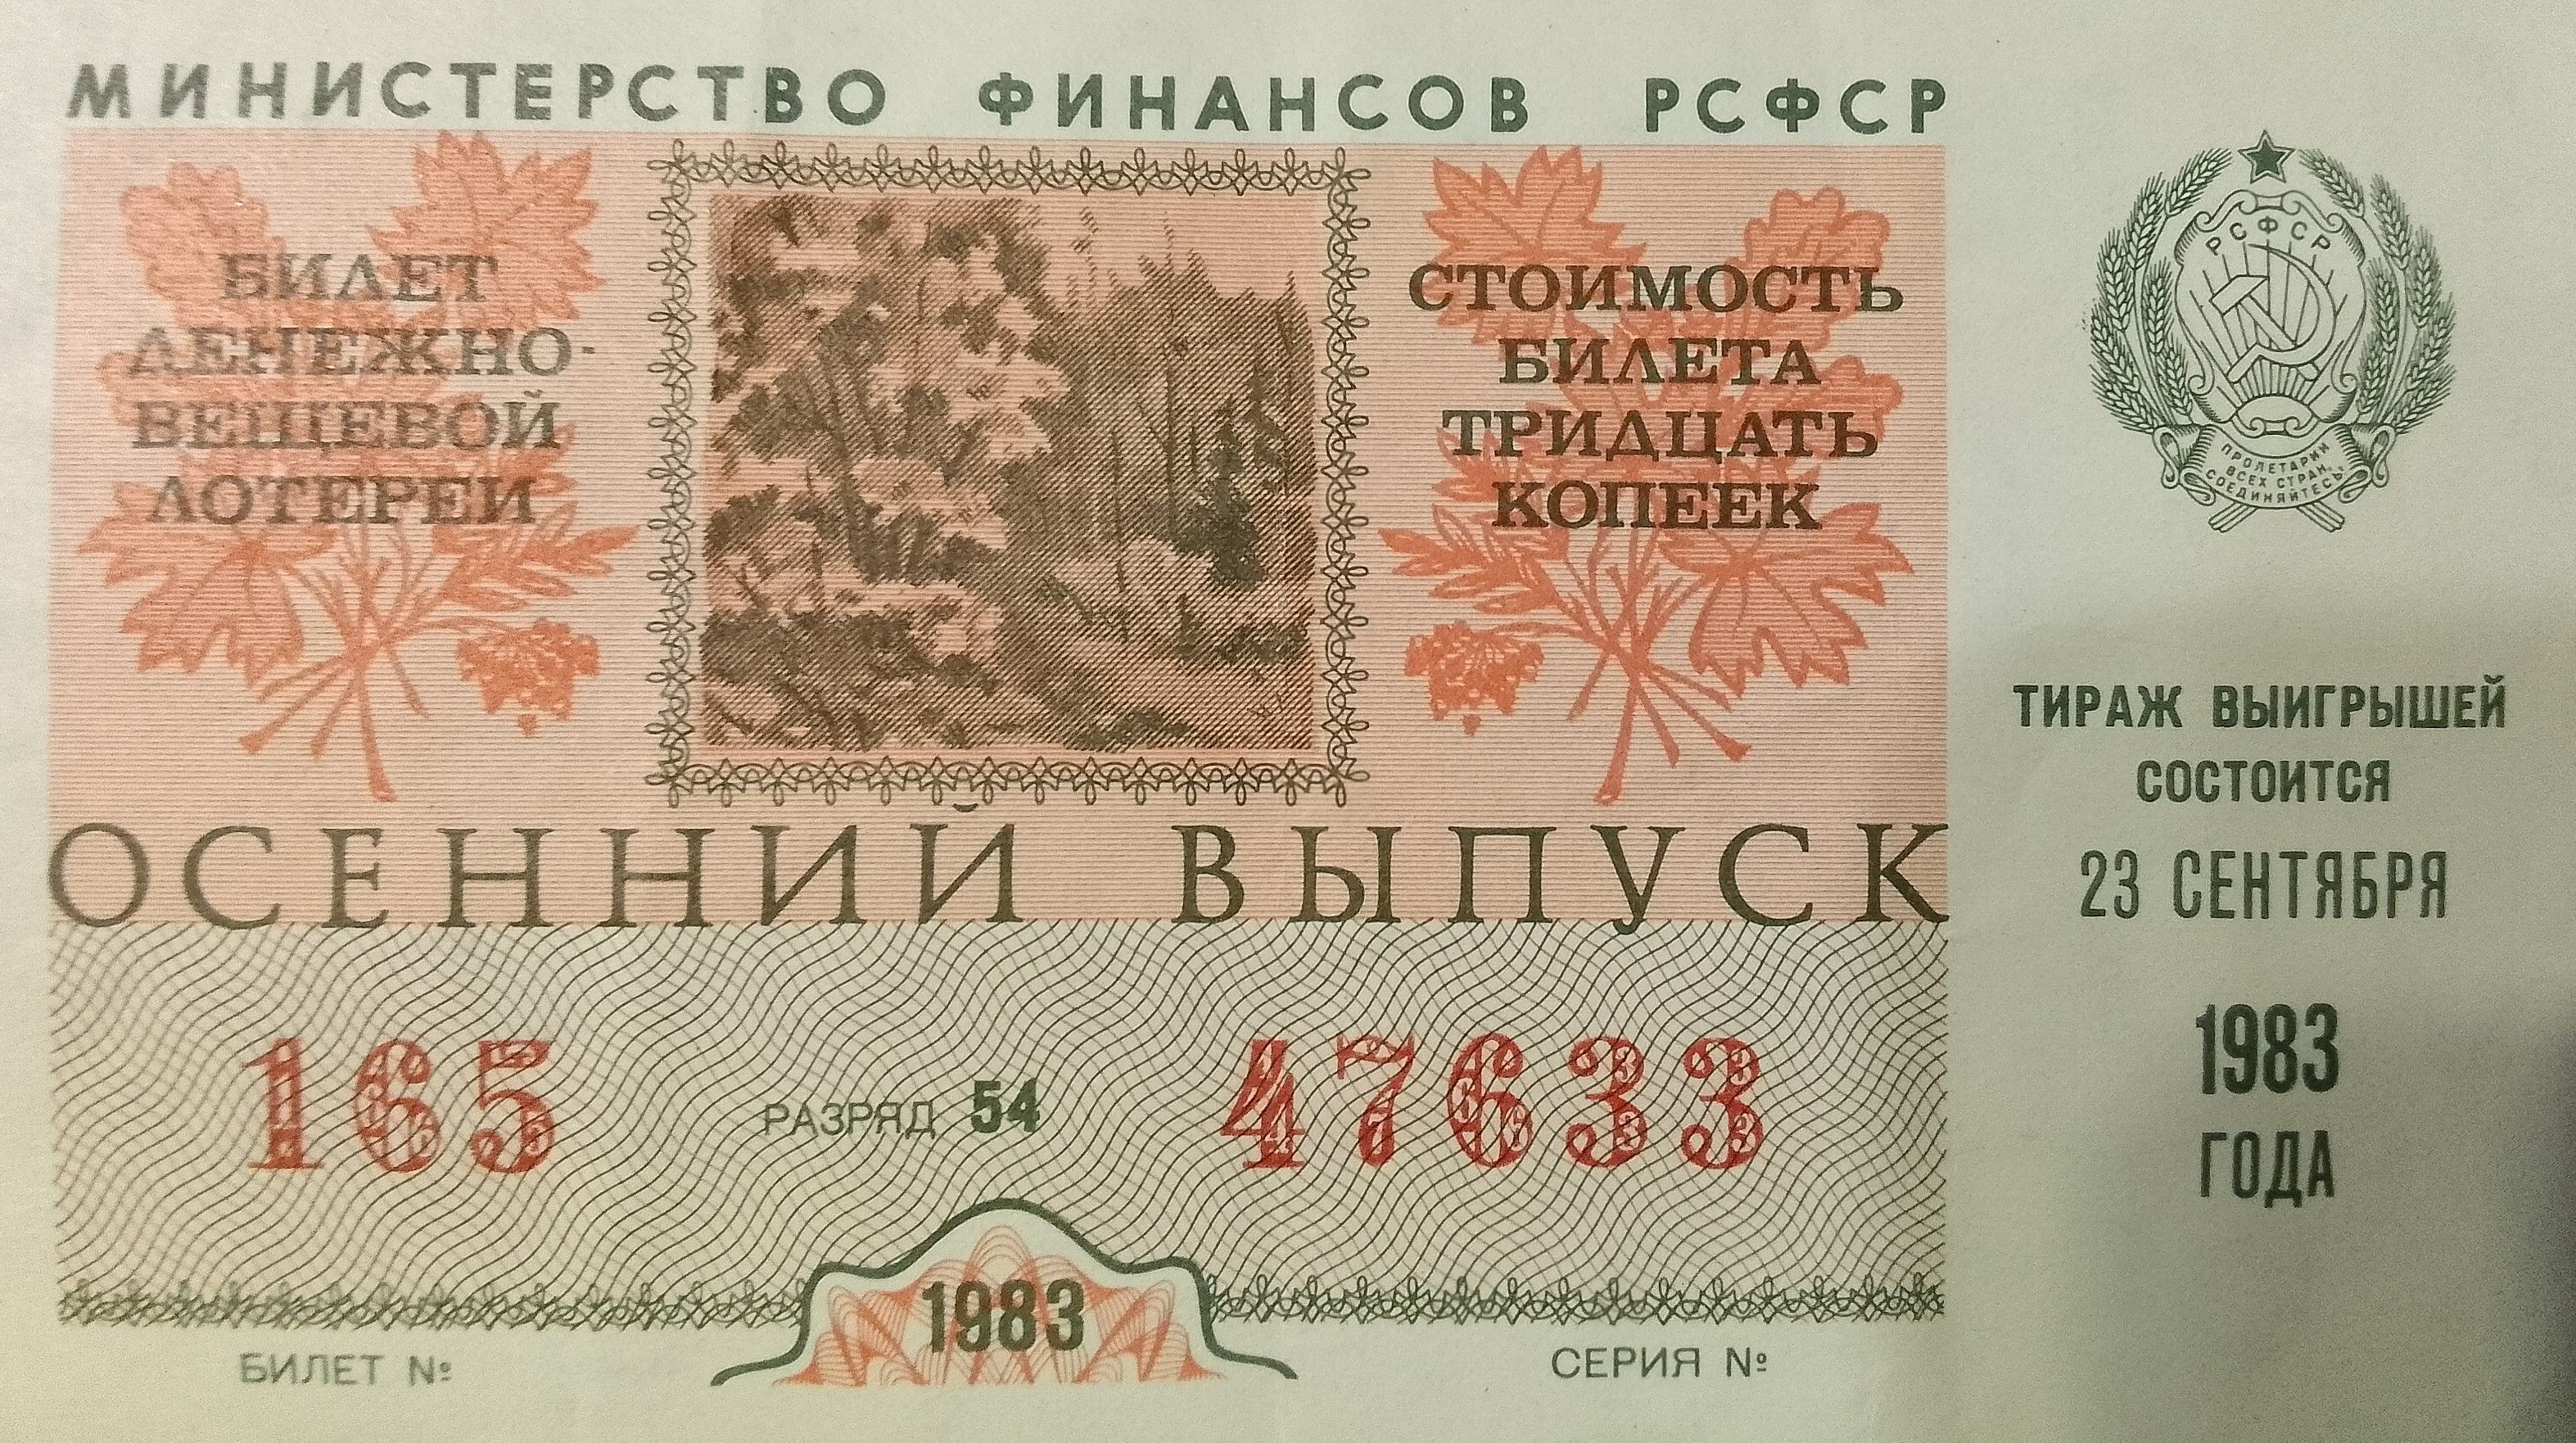 МИНИСТЕРСТВО ФИНАНСОВ РСФСР
БИЛЕТ
ДЕНЕЖНО-
ВЕЩЕВОЙ
ЛОТЕРЕИ
СТОИМОСТЬ
БИЛЕТА
ТРИДЦАТЬ
КОПЕЕК
ОСЕННИЙ ВЫПУСК
165
РАЗРЯД 54
47633
1983
БИЛЕТ №
СЕРИЯ №
РСФСР
ПРОЛЕТАРИИ
ВСЕХ СТРАН,
СОЕДИНЯЙТЕСЬ!
ТИРАЖ ВЫИГРЫШЕЙ
СОСТОИТСЯ
23 СЕНТЯБРЯ
1983
ГОДА